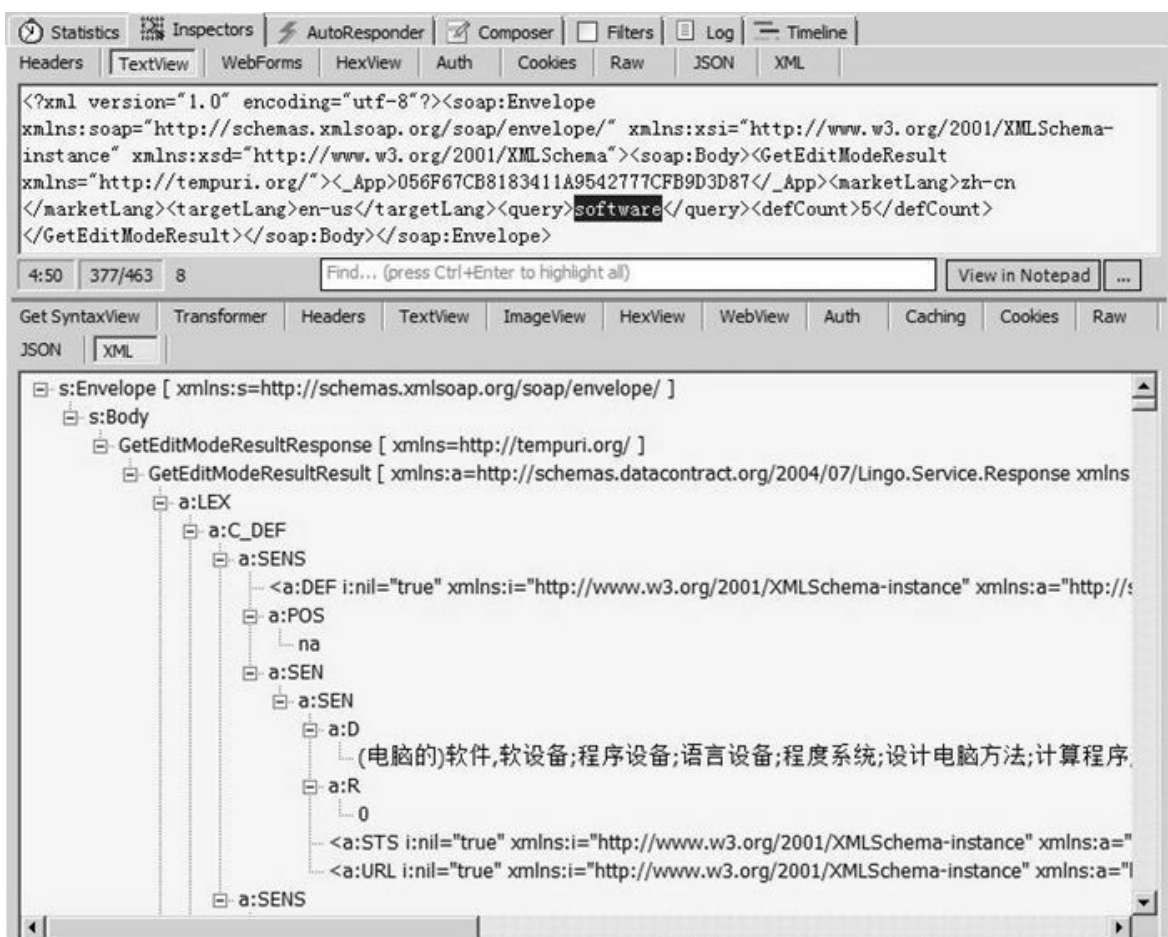 Statistics Inspectors AutoResponder Composer Filters Log Timeline
Headers TextView WebForms HexView Auth Cookies Raw JSON XML
<?xml version="1.0" encoding="utf-8"?><soap:Envelope
xmlns:soap="http://schemas.xmlsoap.org/soap/envelope/" xmlns:xsi="http://www.w3.org/2001/XMLSchema-
instance" xmlns:xsd="http://www.w3.org/2001/XMLSchema"><soap:Body><GetEditModeResult
xmlns="http://tempuri.org/"><_App>056F67CB8183411A9542777CFB9D3D87</_App><marketLang>zh-cn
</marketLang><targetLang>en-us</targetLang><query>software</query><defCount>5</defCount>
</GetEditModeResult></soap:Body></soap:Envelope>
4:50 377/463 8 Find... (press Ctrl+Enter to highlight all) View in Notepad ...
Get SyntaxView Transformer Headers TextView ImageView HexView WebView Auth Caching Cookies Raw
JSON XML
s:Envelope [ xmlns:s=http://schemas.xmlsoap.org/soap/envelope/ ]
s:Body
GetEditModeResultResponse [ xmlns=http://tempuri.org/ ]
GetEditModeResultResult [ xmlns:a=http://schemas.datacontract.org/2004/07/Lingo.Service.Response xmlns
a:LEX
a:C_DEF
a:SENS
<a:DEF i:nil="true" xmlns:i="http://www.w3.org/2001/XMLSchema-instance" xmlns:a="http://s
a:POS
na
a:SEN
a:SEN
a:D
(电脑的)软件,软设备;程序设备;语言设备;程度系统;设计电脑方法;计算程序
a:R
0
<a:STS i:nil="true" xmlns:i="http://www.w3.org/2001/XMLSchema-instance" xmlns:a="
<a:URL i:nil="true" xmlns:i="http://www.w3.org/2001/XMLSchema-instance" xmlns:a="l
a:SENS